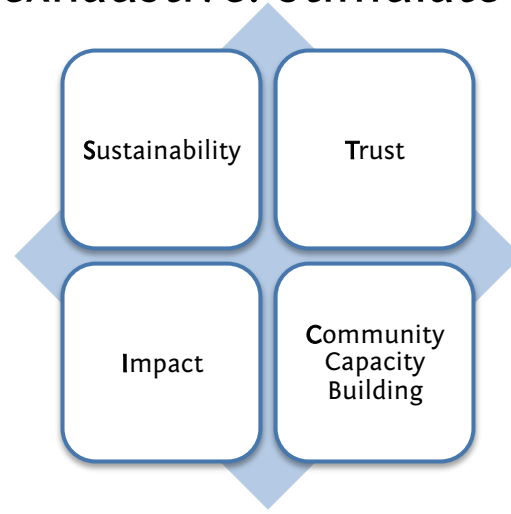 Sustainability
Trust
Impact
Community
Capacity
Building